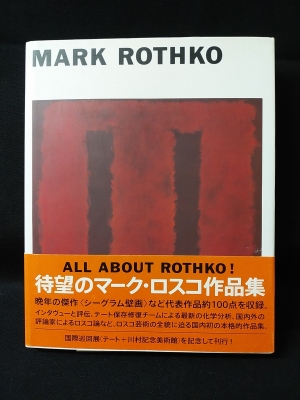 MARK ROTHKO
ALL ABOUT ROTHKO!
待望のマーク・ロスコ作品集
晩年の傑作〈シーグラム壁画〉など代表作品約100点を収録。
インタヴューと評伝、テート保存修復チームによる最新の化学分析、国内外の
評論家によるロスコ論など、ロスコ芸術の全貌に迫る国内初の本格的作品集。
国際巡回展(テート+川村記念美術館)を記念して刊行!